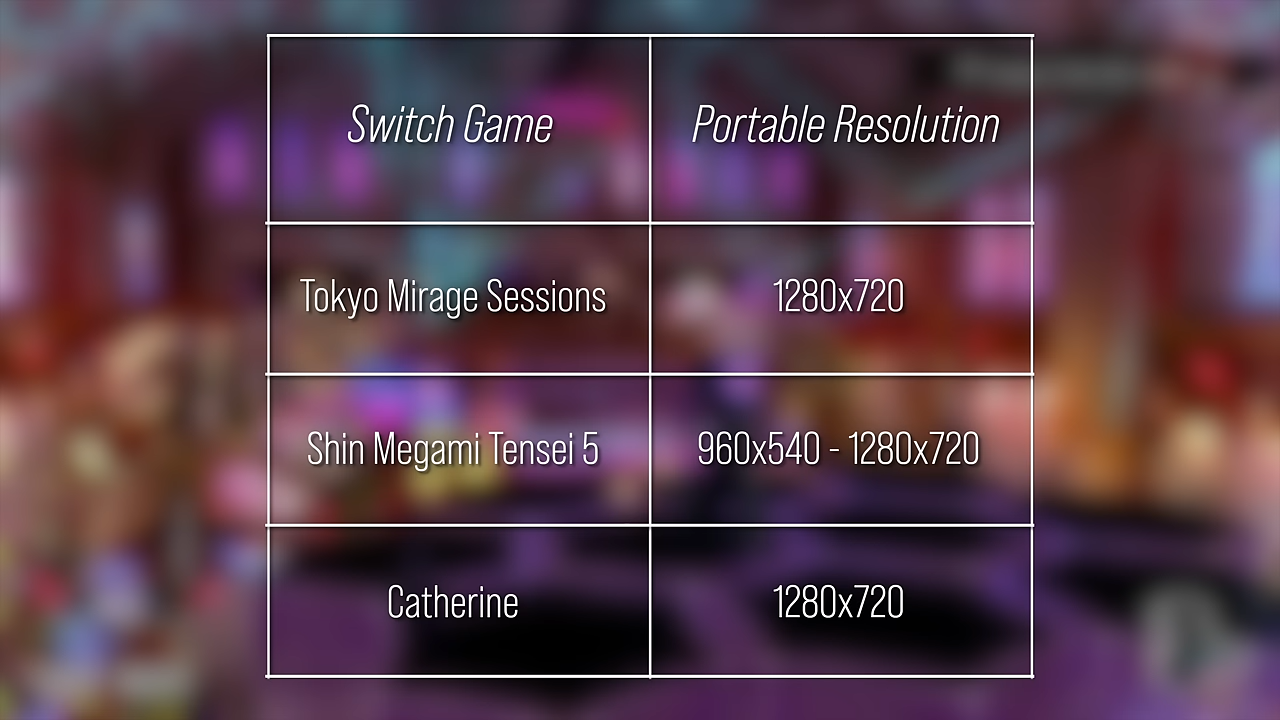 Switch Game Portable Resolution
Tokyo Mirage Sessions 1280x720
Shin Megami Tensei 5 960x540 - 1280x720
Catherine 1280x720